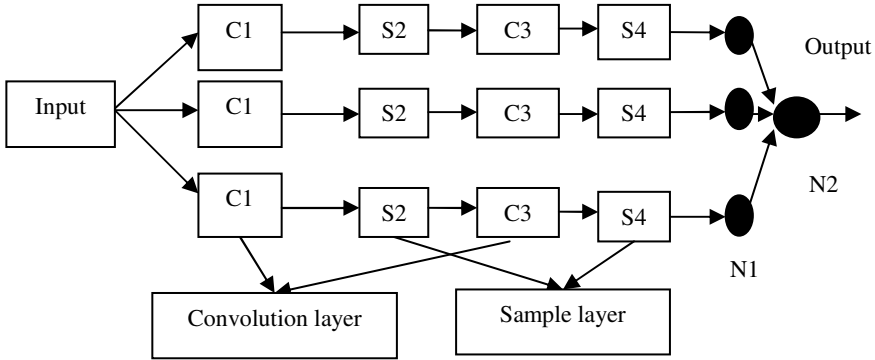 C1 S2 C3 S4
Output
Input C1 S2 C3 S4
C1 S2 C3 S4
N2
N1
Convolution layer
Sample layer